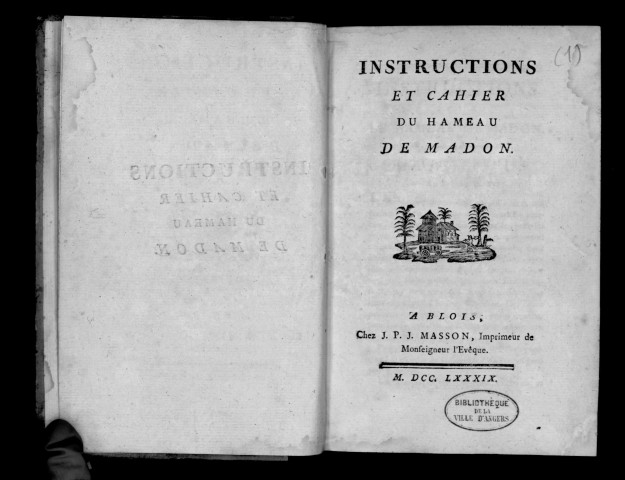 INSTRUCTIONS
ET CAHIER
DU HAMEAU
DE MADON.
(1)
A BLOIS,
Chez J. P. J. MASSON, Imprimeur de
Monſeigneur l'Evêque.
M. DCC. LXXXIX.
BIBLIOTHÈQUE
DE LA
VILLE D'ANGERS